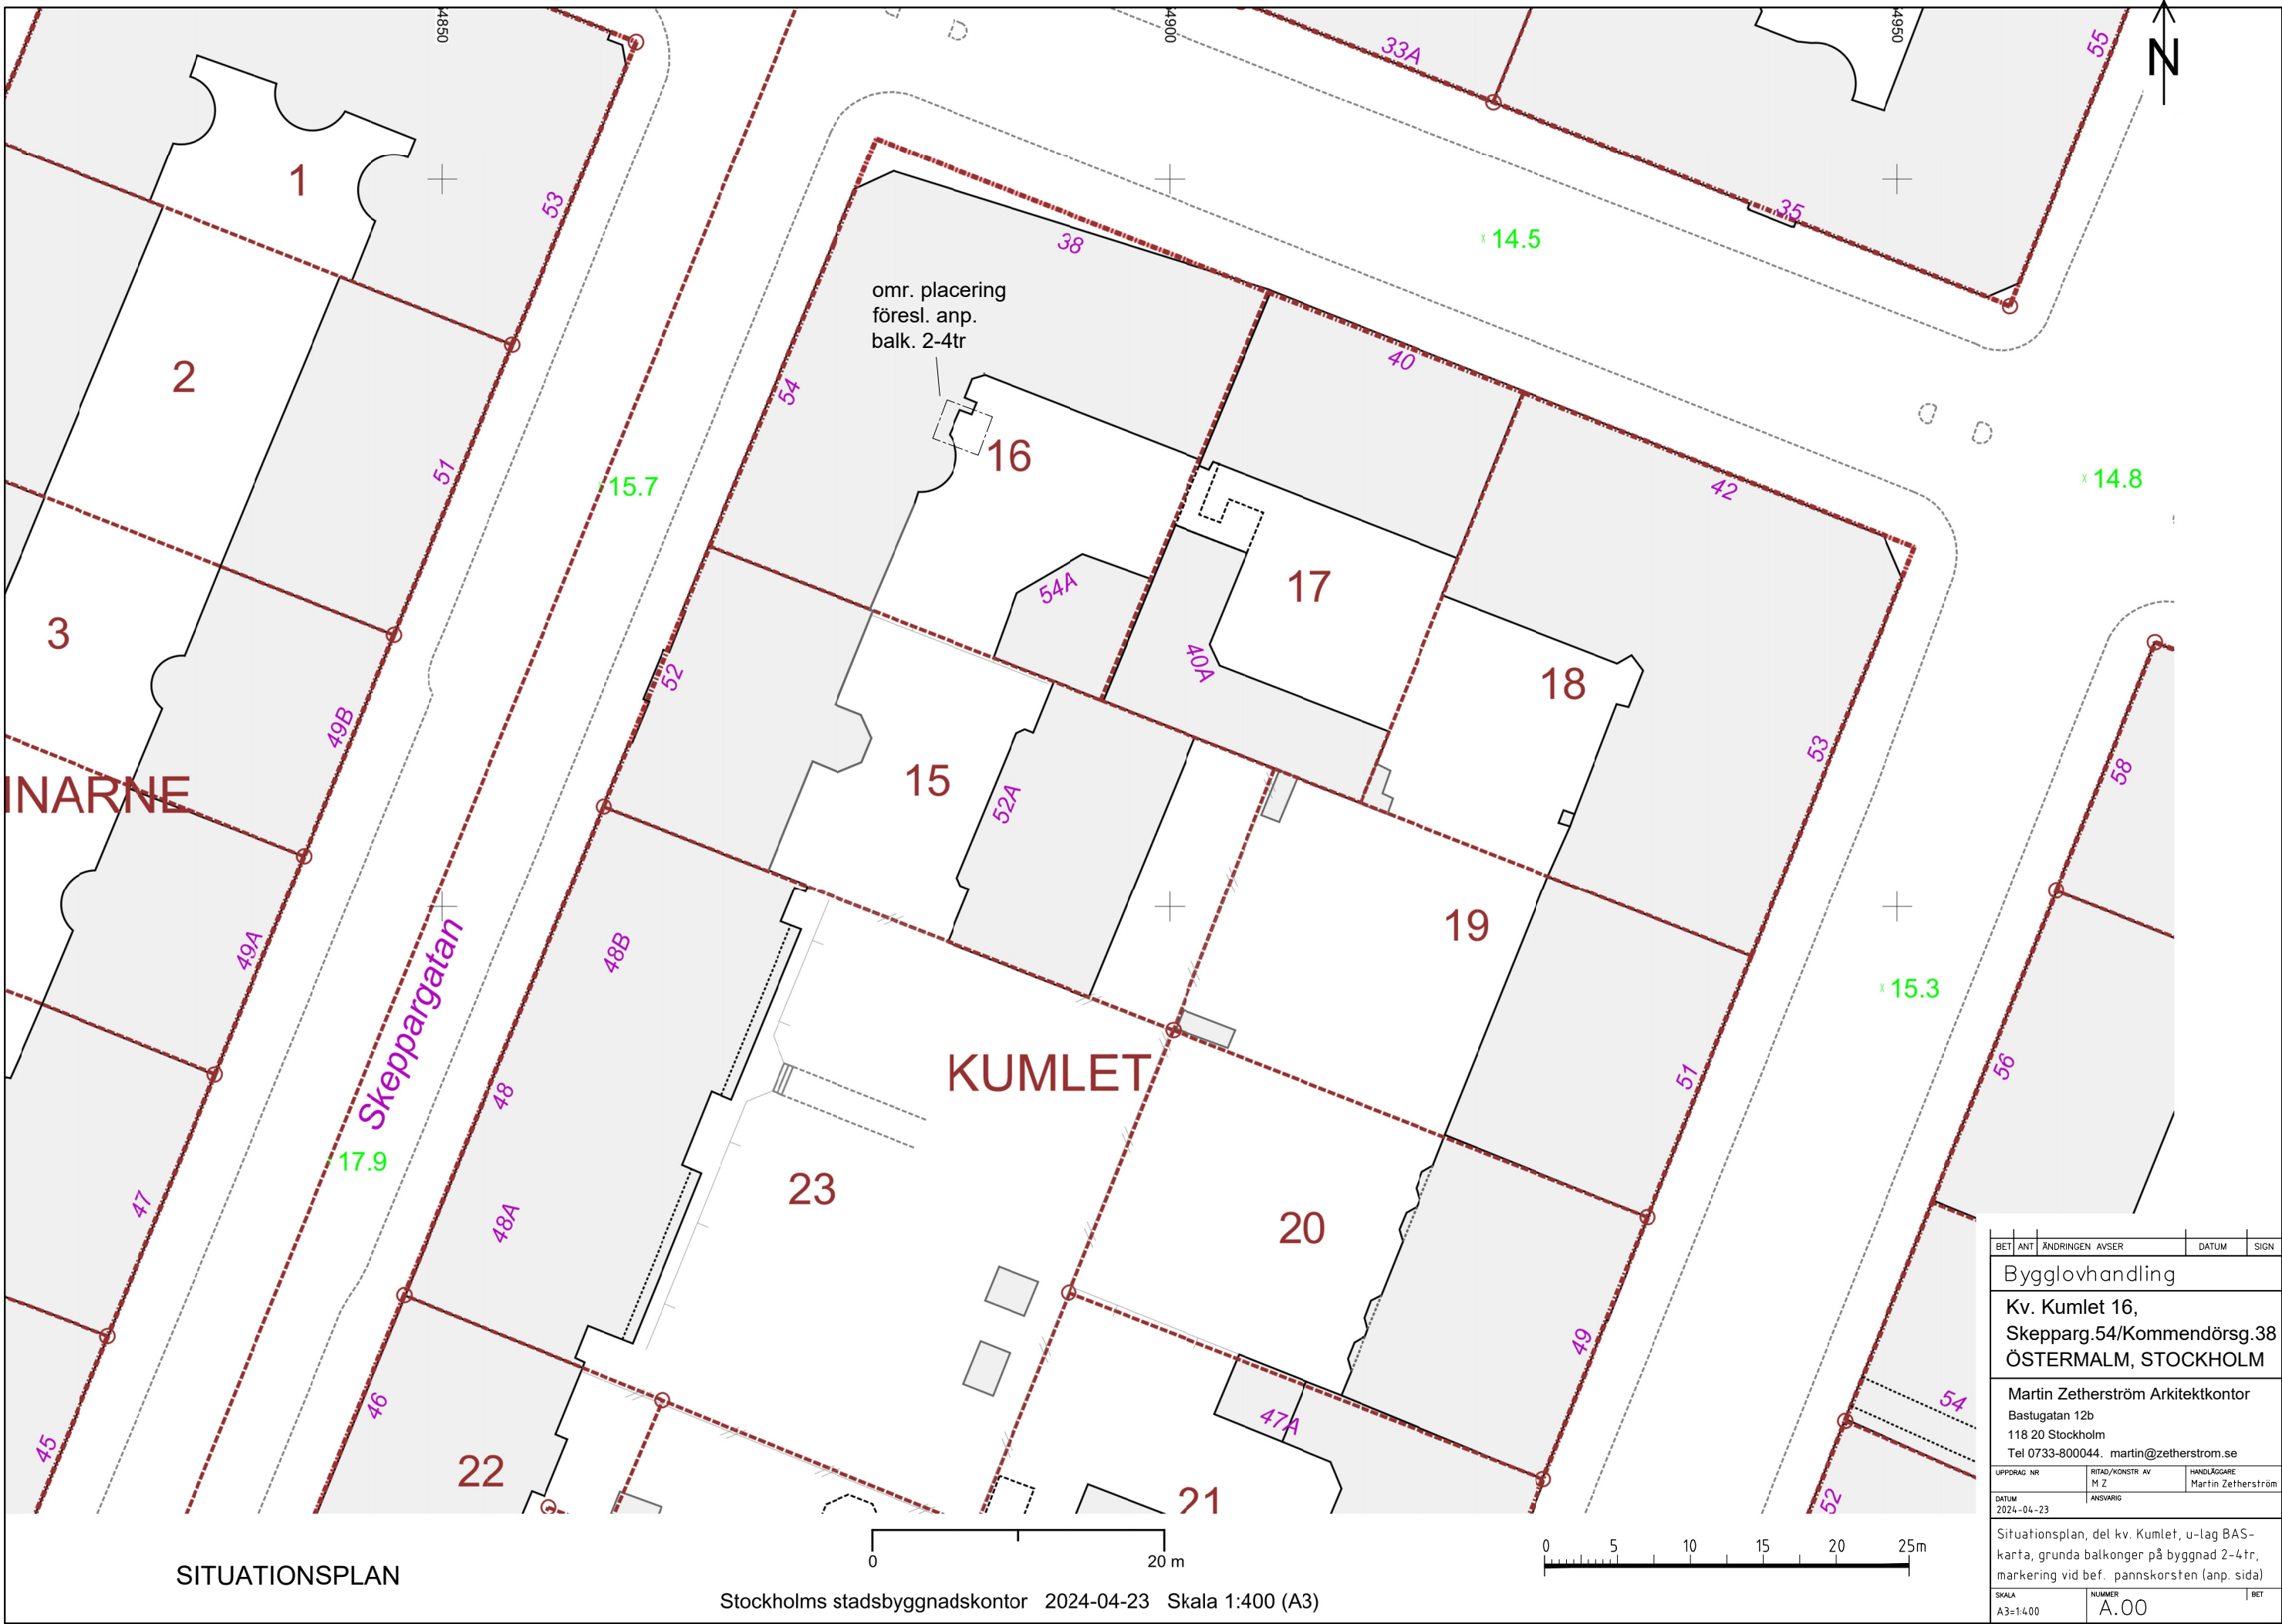 4850
4900
4950
N
33A
55
1
53
35
38
14.5
omr. placering
föresl. anp.
balk. 2-4tr
40
2
54
16
51
15.7
42
14.8
17
54A
3
52
40A
18
49B
53
58
INARNE
15
52A
19
49A
48B
15.3
Skeppargatan
KUMLET
48
51
56
17.9
23
47
48A
20
49
46
47A
54
45
22
21
52
BET ANT ÄNDRINGEN AVSER DATUM SIGN
Bygglovhandling
Kv. Kumlet 16,
Skepparg.54/Kommendörsg.38
ÖSTERMALM, STOCKHOLM
Martin Zetherström Arkitektkontor
Bastugatan 12b
118 20 Stockholm
Tel 0733-800044. martin@zetherstrom.se
UPPDRAG NR RITAD/KONSTR AV HANDLÄGGARE
M Z Martin Zetherström
DATUM ANSVARIG
2024-04-23
Situationsplan, del kv. Kumlet, u-lag BAS-
karta, grunda balkonger på byggnad 2-4tr,
markering vid bef. pannskorsten (anp. sida)
SKALA NUMMER BET
A3=1:400 A.00
0 20 m
0 5 10 15 20 25m
SITUATIONSPLAN
Stockholms stadsbyggnadskontor 2024-04-23 Skala 1:400 (A3)